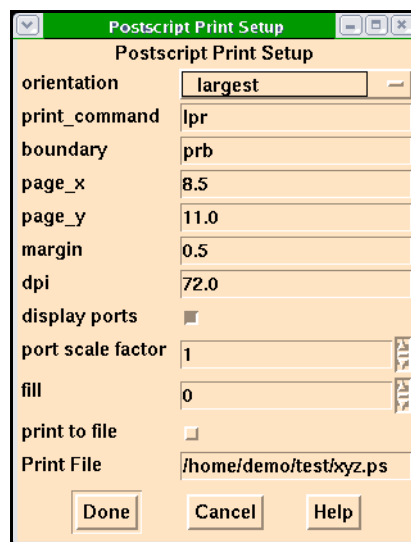 Postscript Print Setup
Postscript Print Setup
orientation largest
print_command lpr
boundary prb
page_x 8.5
page_y 11.0
margin 0.5
dpi 72.0
display ports
port scale factor 1
fill 0
print to file
Print File /home/demo/test/xyz.ps
Done Cancel Help